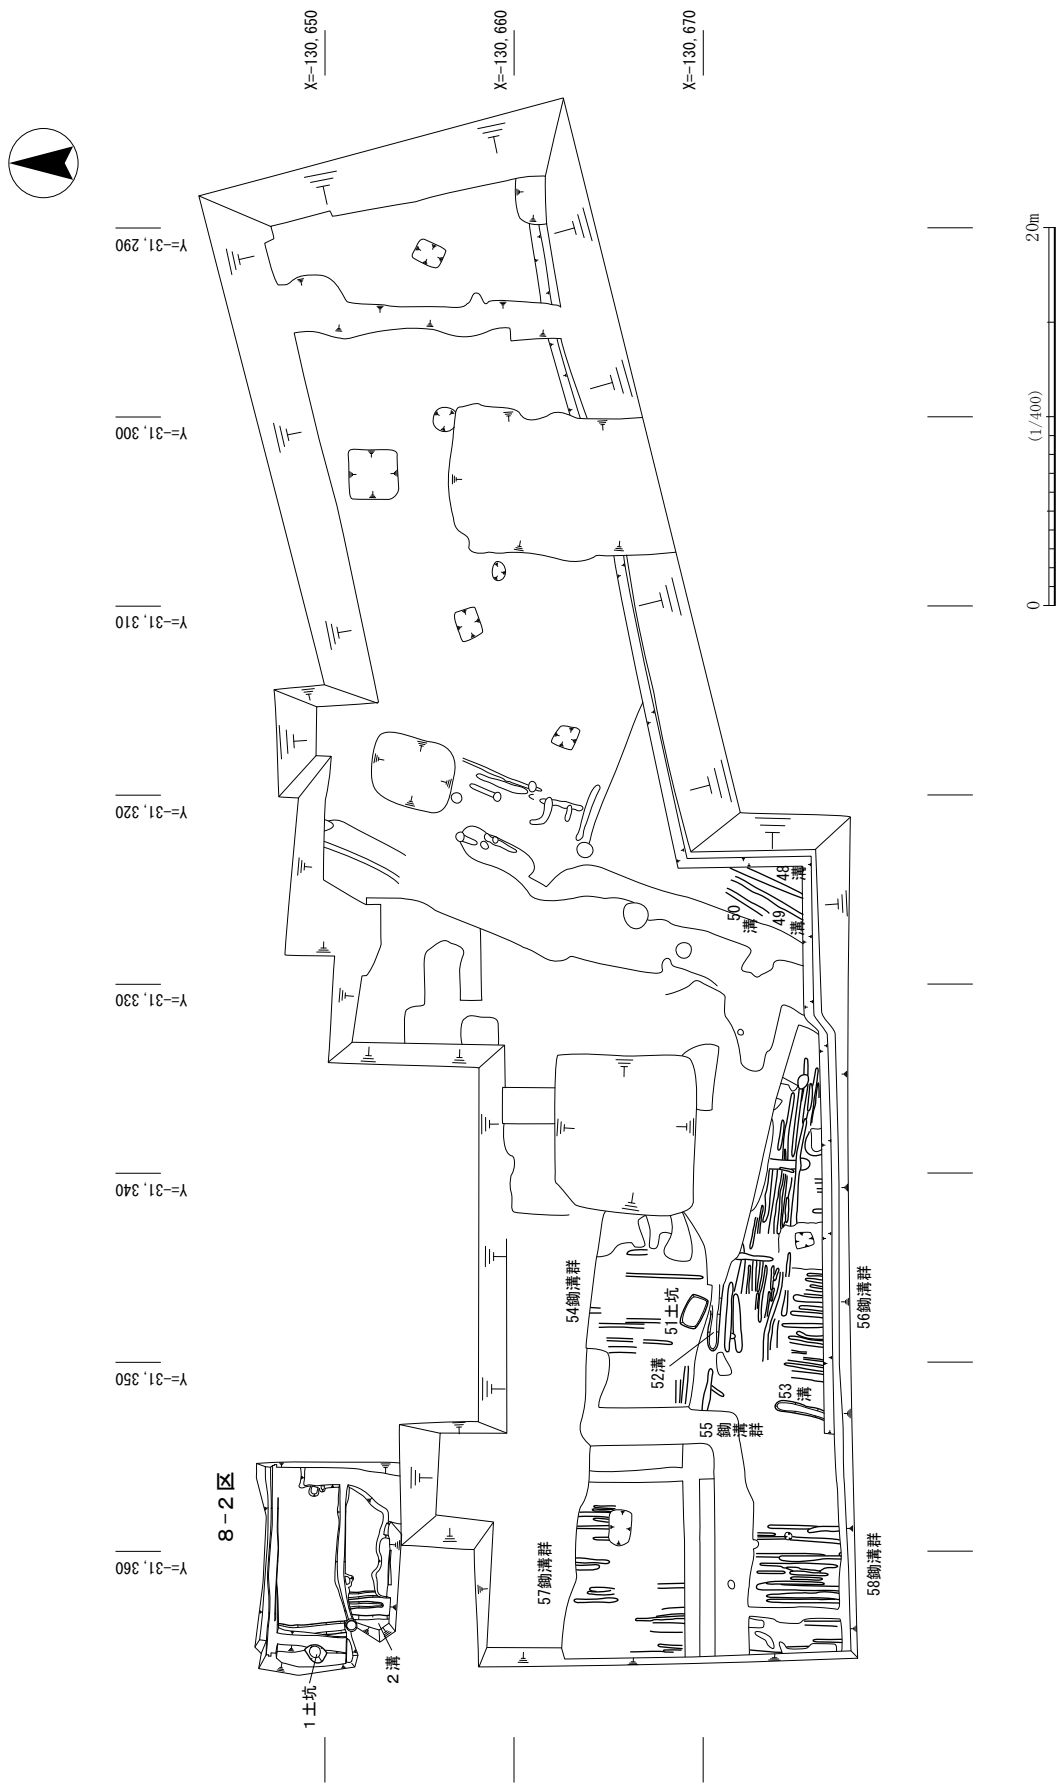 X=-130,650
X=-130,660
X=-130,670
Y=-31,290
Y=-31,300
Y=-31,310
Y=-31,320
Y=-31,330
Y=-31,340
Y=-31,350
Y=-31,360
20m
(1/400)
0
48溝
49溝
50溝
54鋤溝群
51土坑
52溝
53溝
55鋤溝群
56鋤溝群
8-2区
57鋤溝群
58鋤溝群
1土坑
2溝